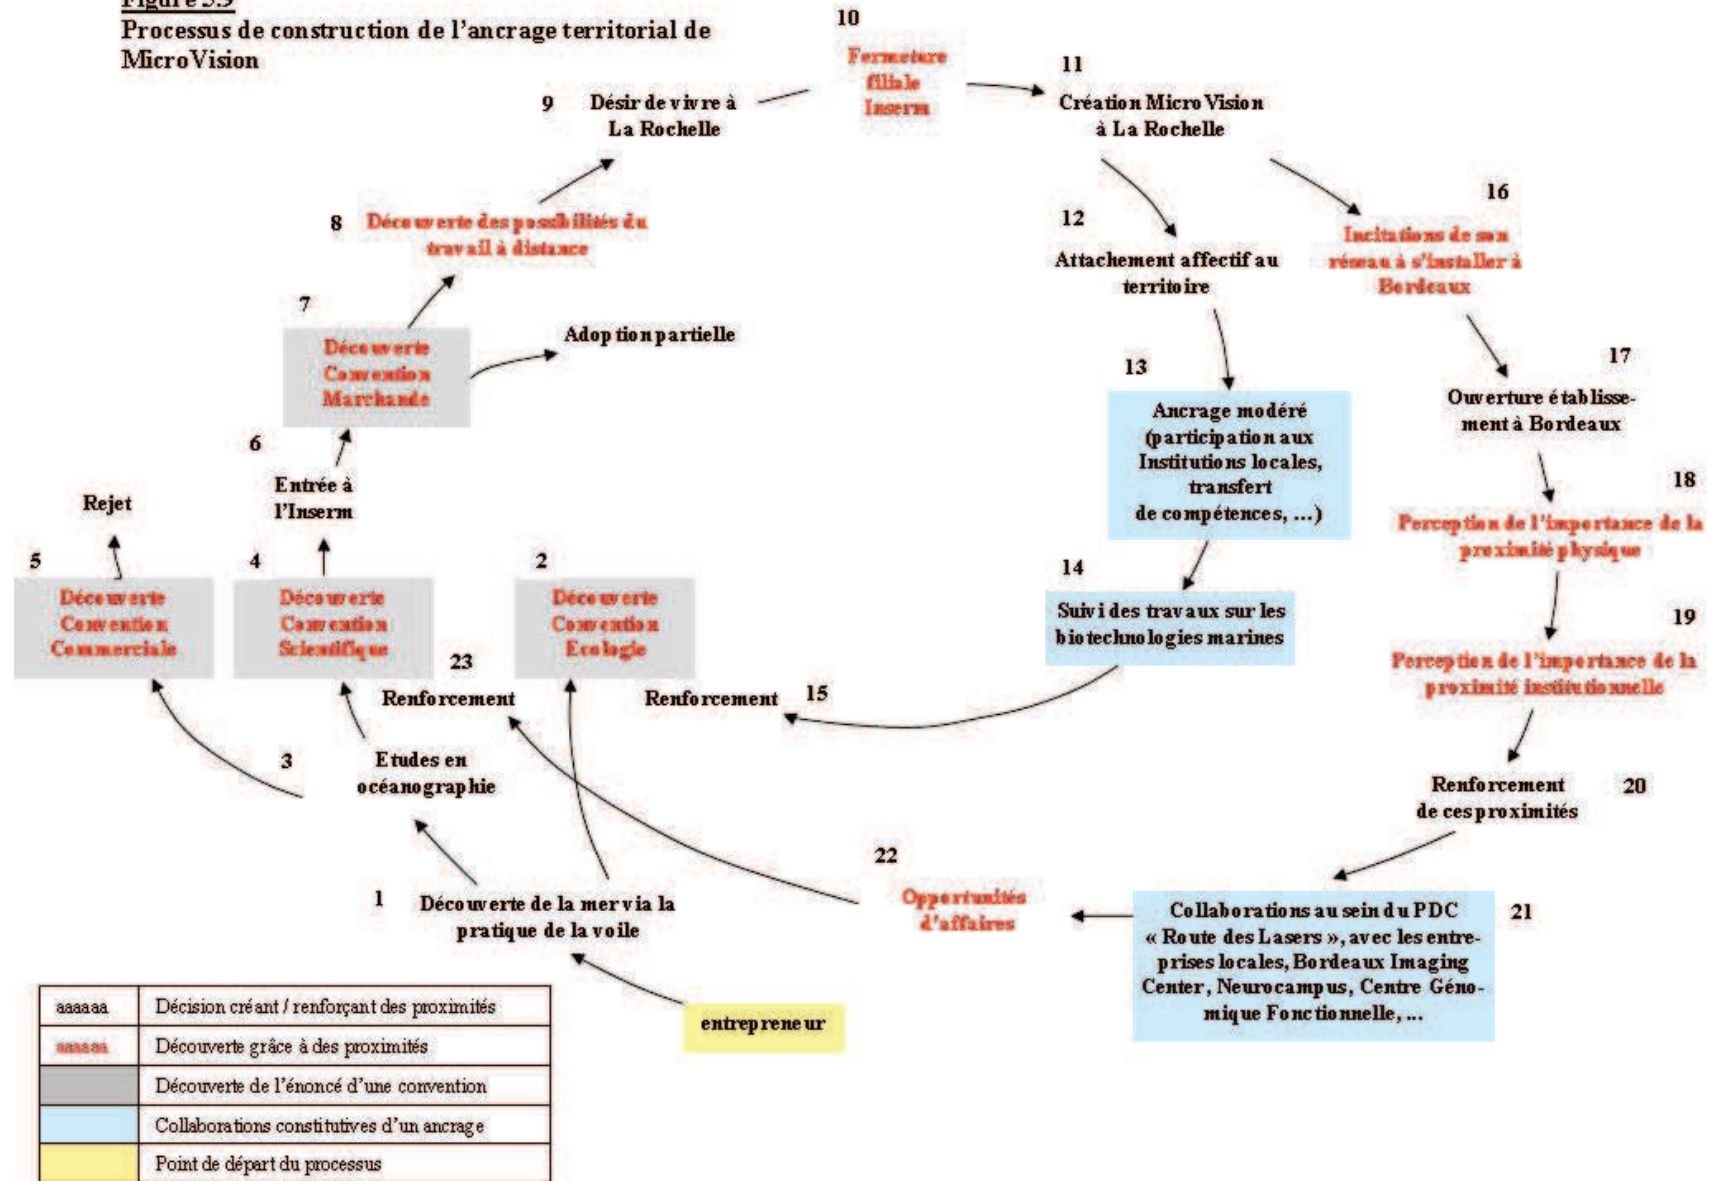 Figure 5.9
Processus de construction de l'ancrage territorial de
MicroVision
10
Fermeture
filiale
Inserm
11
Création MicroVision
à La Rochelle
9
Désir de vivre à
La Rochelle
8
Découverte des possibilités du
travail à distance
12
Attachement affectif au
territoire
16
Incitations de son
réseau à s'installer à
Bordeaux
7
Découverte
Convention
Marchande
Adoption partielle
13
Ancrage modéré
(participation aux
Institutions locales,
transfert
de compétences, ...)
17
Ouverture établisse-
ment à Bordeaux
6
Entrée à
l'Inserm
Rejet
18
Perception de l'importance de la
proximité physique
5
Découverte
Convention
Commerciale
4
Découverte
Convention
Scientifique
2
Découverte
Convention
Ecologie
14
Suivi des travaux sur les
biotechnologies marines
19
Perception de l'importance de la
proximité institutionnelle
23
Renforcement
Renforcement
15
3
Etudes en
océanographie
Renforcement
de ces proximités
20
22
Opportunités
d'affaires
1
Découverte de la mer via la
pratique de la voile
Collaborations au sein du PDC
« Route des Lasers », avec les entre-
prises locales, Bordeaux Imaging
Center, Neurocampus, Centre Géno-
mique Fonctionnelle, ...
21
entrepreneur
aaaaaa Décision créant / renforçant des proximités
aaaaaa Découverte grâce à des proximités
Découverte de l'énoncé d'une convention
Collaborations constitutives d'un ancrage
Point de départ du processus